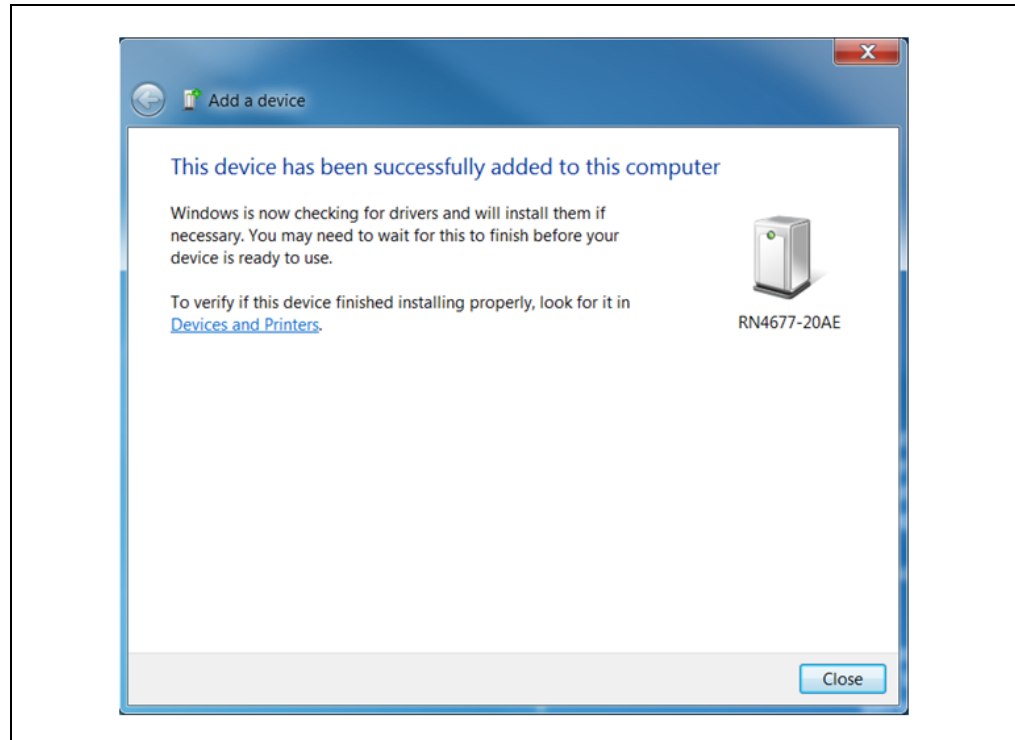 X
Add a device
This device has been successfully added to this computer
Windows is now checking for drivers and will install them if
necessary. You may need to wait for this to finish before your
device is ready to use.
To verify if this device finished installing properly, look for it in
Devices and Printers.
RN4677-20AE
Close